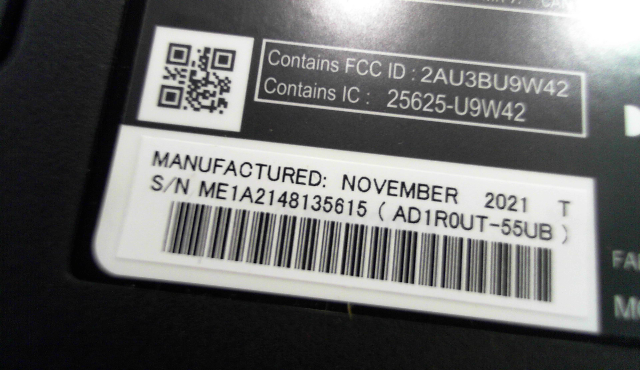 Contains FCC ID : 2AU3BU9W42
Contains IC : 25625-U9W42
MANUFACTURED: NOVEMBER 2021 T
S/N ME1A2148135615 ( AD1R0UT-55UB )